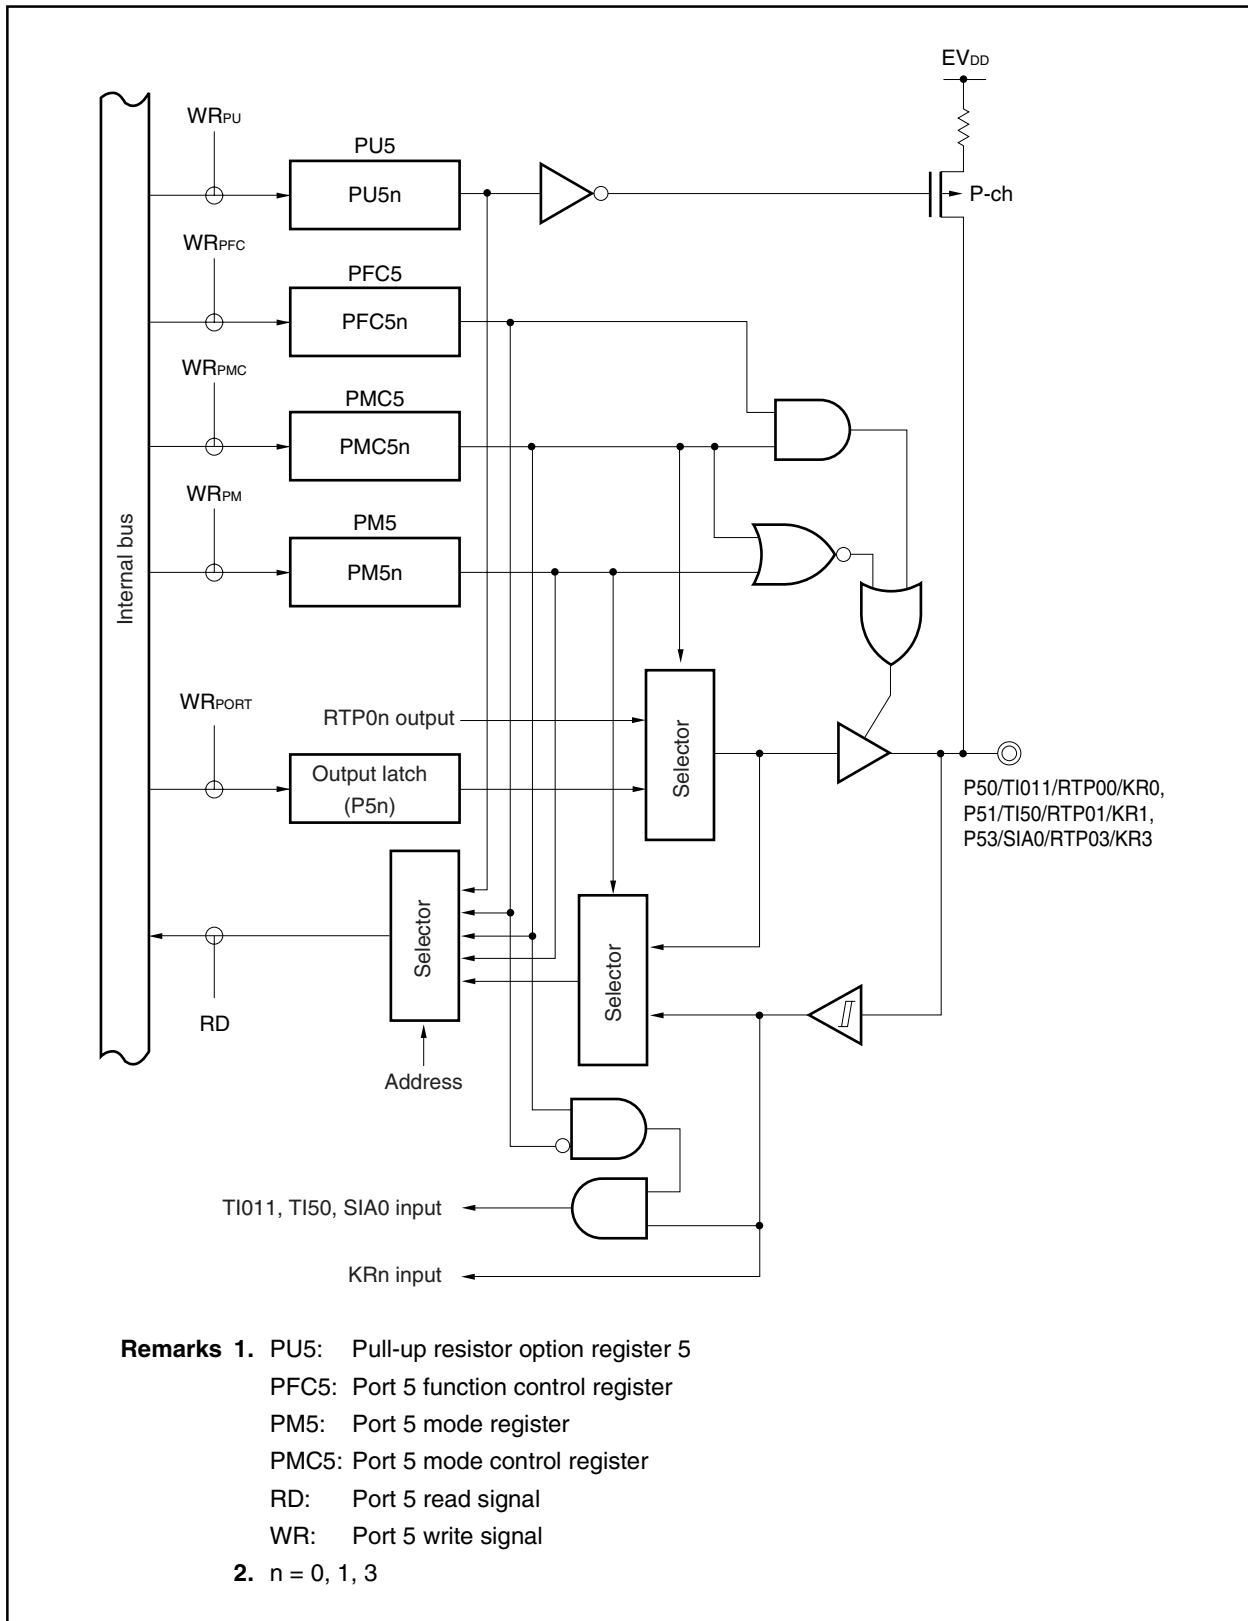 EVDD
WRPU
PU5
PU5n
P-ch
WRPFC
PFC5
PFC5n
WRPMC
PMC5
PMC5n
WRPM
PM5
PM5n
Internal bus
WRPORT
RTP0n output
Output latch
(P5n)
Selector
P50/TI011/RTP00/KR0,
P51/TI50/RTP01/KR1,
P53/SIA0/RTP03/KR3
Selector
Selector
RD
Address
TI011, TI50, SIA0 input
KRn input
Remarks 1. PU5: Pull-up resistor option register 5
PFC5: Port 5 function control register
PM5: Port 5 mode register
PMC5: Port 5 mode control register
RD: Port 5 read signal
WR: Port 5 write signal
2. n = 0, 1, 3